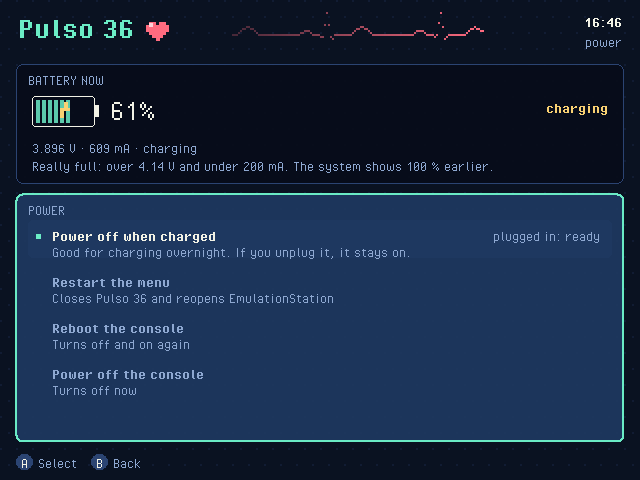 Pulso 36
16:46
power
BATTERY NOW
61%
charging
3.896 V · 609 mA · charging
Really full: over 4.14 V and under 200 mA. The system shows 100 % earlier.
POWER
Power off when charged
plugged in: ready
Good for charging overnight. If you unplug it, it stays on.
Restart the menu
Closes Pulso 36 and reopens EmulationStation
Reboot the console
Turns off and on again
Power off the console
Turns off now
A Select B Back